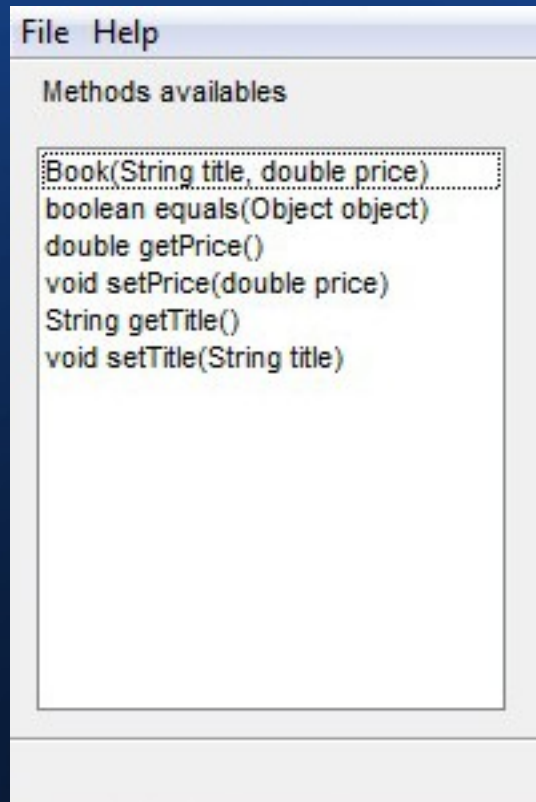 File Help
Methods availables
Book(String title, double price)
boolean equals(Object object)
double getPrice()
void setPrice(double price)
String getTitle()
void setTitle(String title)